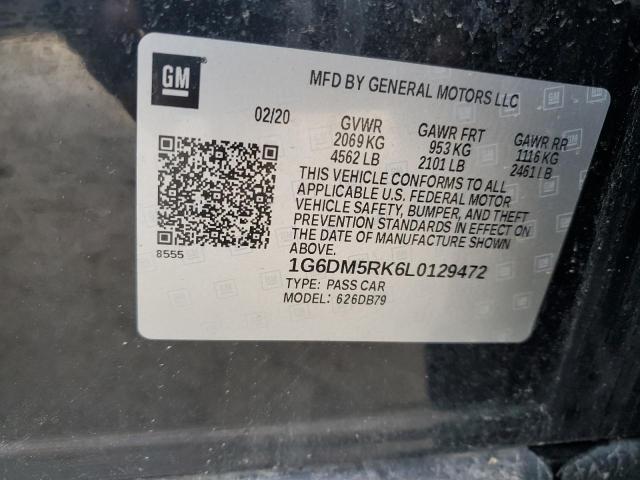 GM
MFD BY GENERAL MOTORS LLC
02/20
GVWR
2069 KG
4562 LB
GAWR FRT
953 KG
2101 LB
GAWR RR
1116 KG
2461 LB
THIS VEHICLE CONFORMS TO ALL
APPLICABLE U.S. FEDERAL MOTOR
VEHICLE SAFETY, BUMPER, AND THEFT
PREVENTION STANDARDS IN EFFECT ON
THE DATE OF MANUFACTURE SHOWN
ABOVE.
8555
1G6DM5RK6L0129472
TYPE: PASS CAR
MODEL: 626DB79